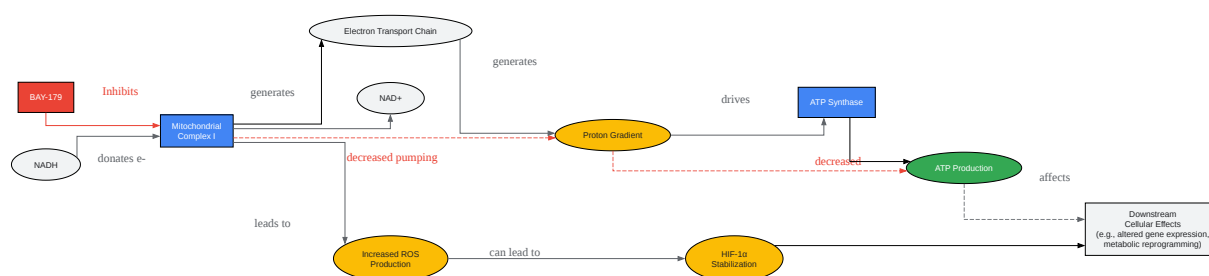 Electron Transport Chain
generates
BAY-179
Inhibits
generates
NAD+
drives
ATP Synthase
Mitochondrial
Complex I
Proton Gradient
NADH
donates e-
decreased pumping
decreased
ATP Production
affects
leads to
Downstream
Cellular Effects
(e.g., altered gene expression,
metabolic reprogramming)
Increased ROS
Production
can lead to
HIF-1α
Stabilization